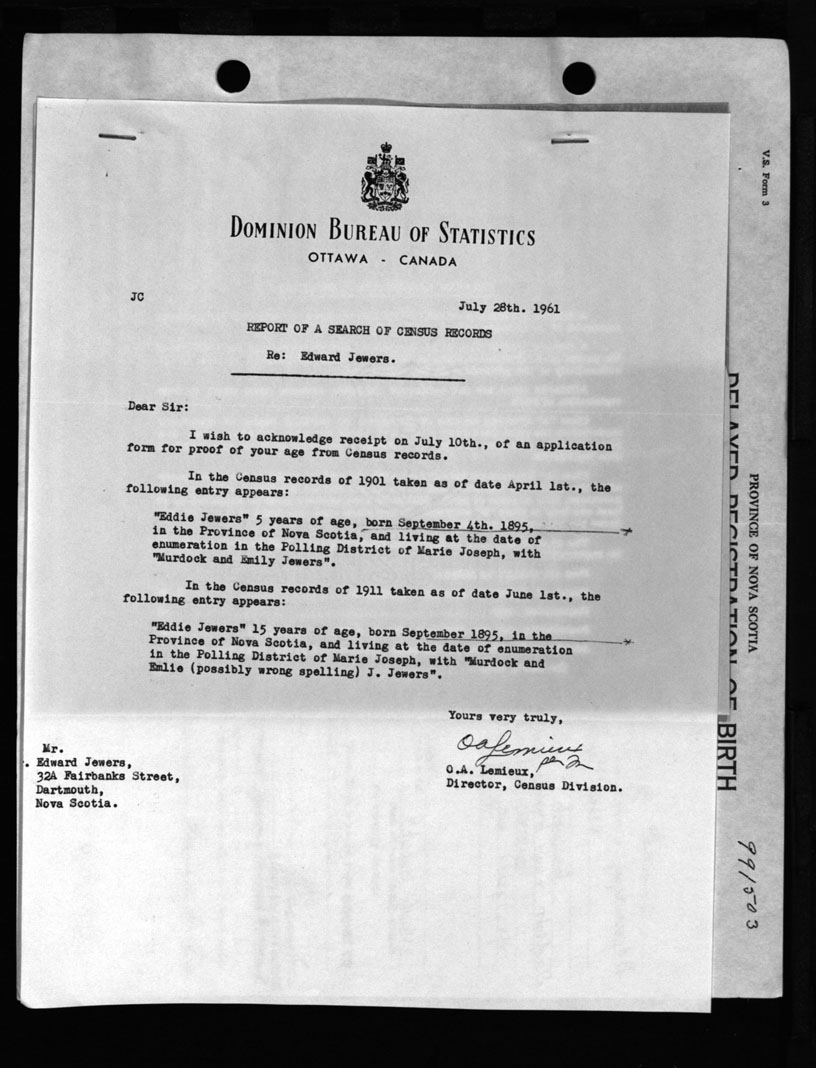 DOMINION BUREAU OF STATISTICS
OTTAWA - CANADA
JC
July 28th. 1961
REPORT OF A SEARCH OF CENSUS RECORDS
Re: Edward Jewers.
Dear Sir:
I wish to acknowledge receipt on July 10th., of an application
form for proof of your age from Census records.
In the Census records of 1901 taken as of date April 1st., the
following entry appears:
"Eddie Jewers" 5 years of age, born September 4th. 1895,
in the Province of Nova Scotia, and living at the date of
enumeration in the Polling District of Marie Joseph, with
"Murdock and Emily Jewers".
In the Census records of 1911 taken as of date June 1st., the
following entry appears:
"Eddie Jewers" 15 years of age, born September 1895, in the
Province of Nova Scotia, and living at the date of enumeration
in the Polling District of Marie Joseph, with "Murdock and
Emlie (possibly wrong spelling) J. Jewers".
Yours very truly,
OALemieux
per
O.A. Lemieux,
Director, Census Division.
Mr.
Edward Jewers,
32A Fairbanks Street,
Dartmouth,
Nova Scotia.
V.S. Form 3
PROVINCE OF NOVA SCOTIA
DELAYED REGISTRATION OF BIRTH
991503